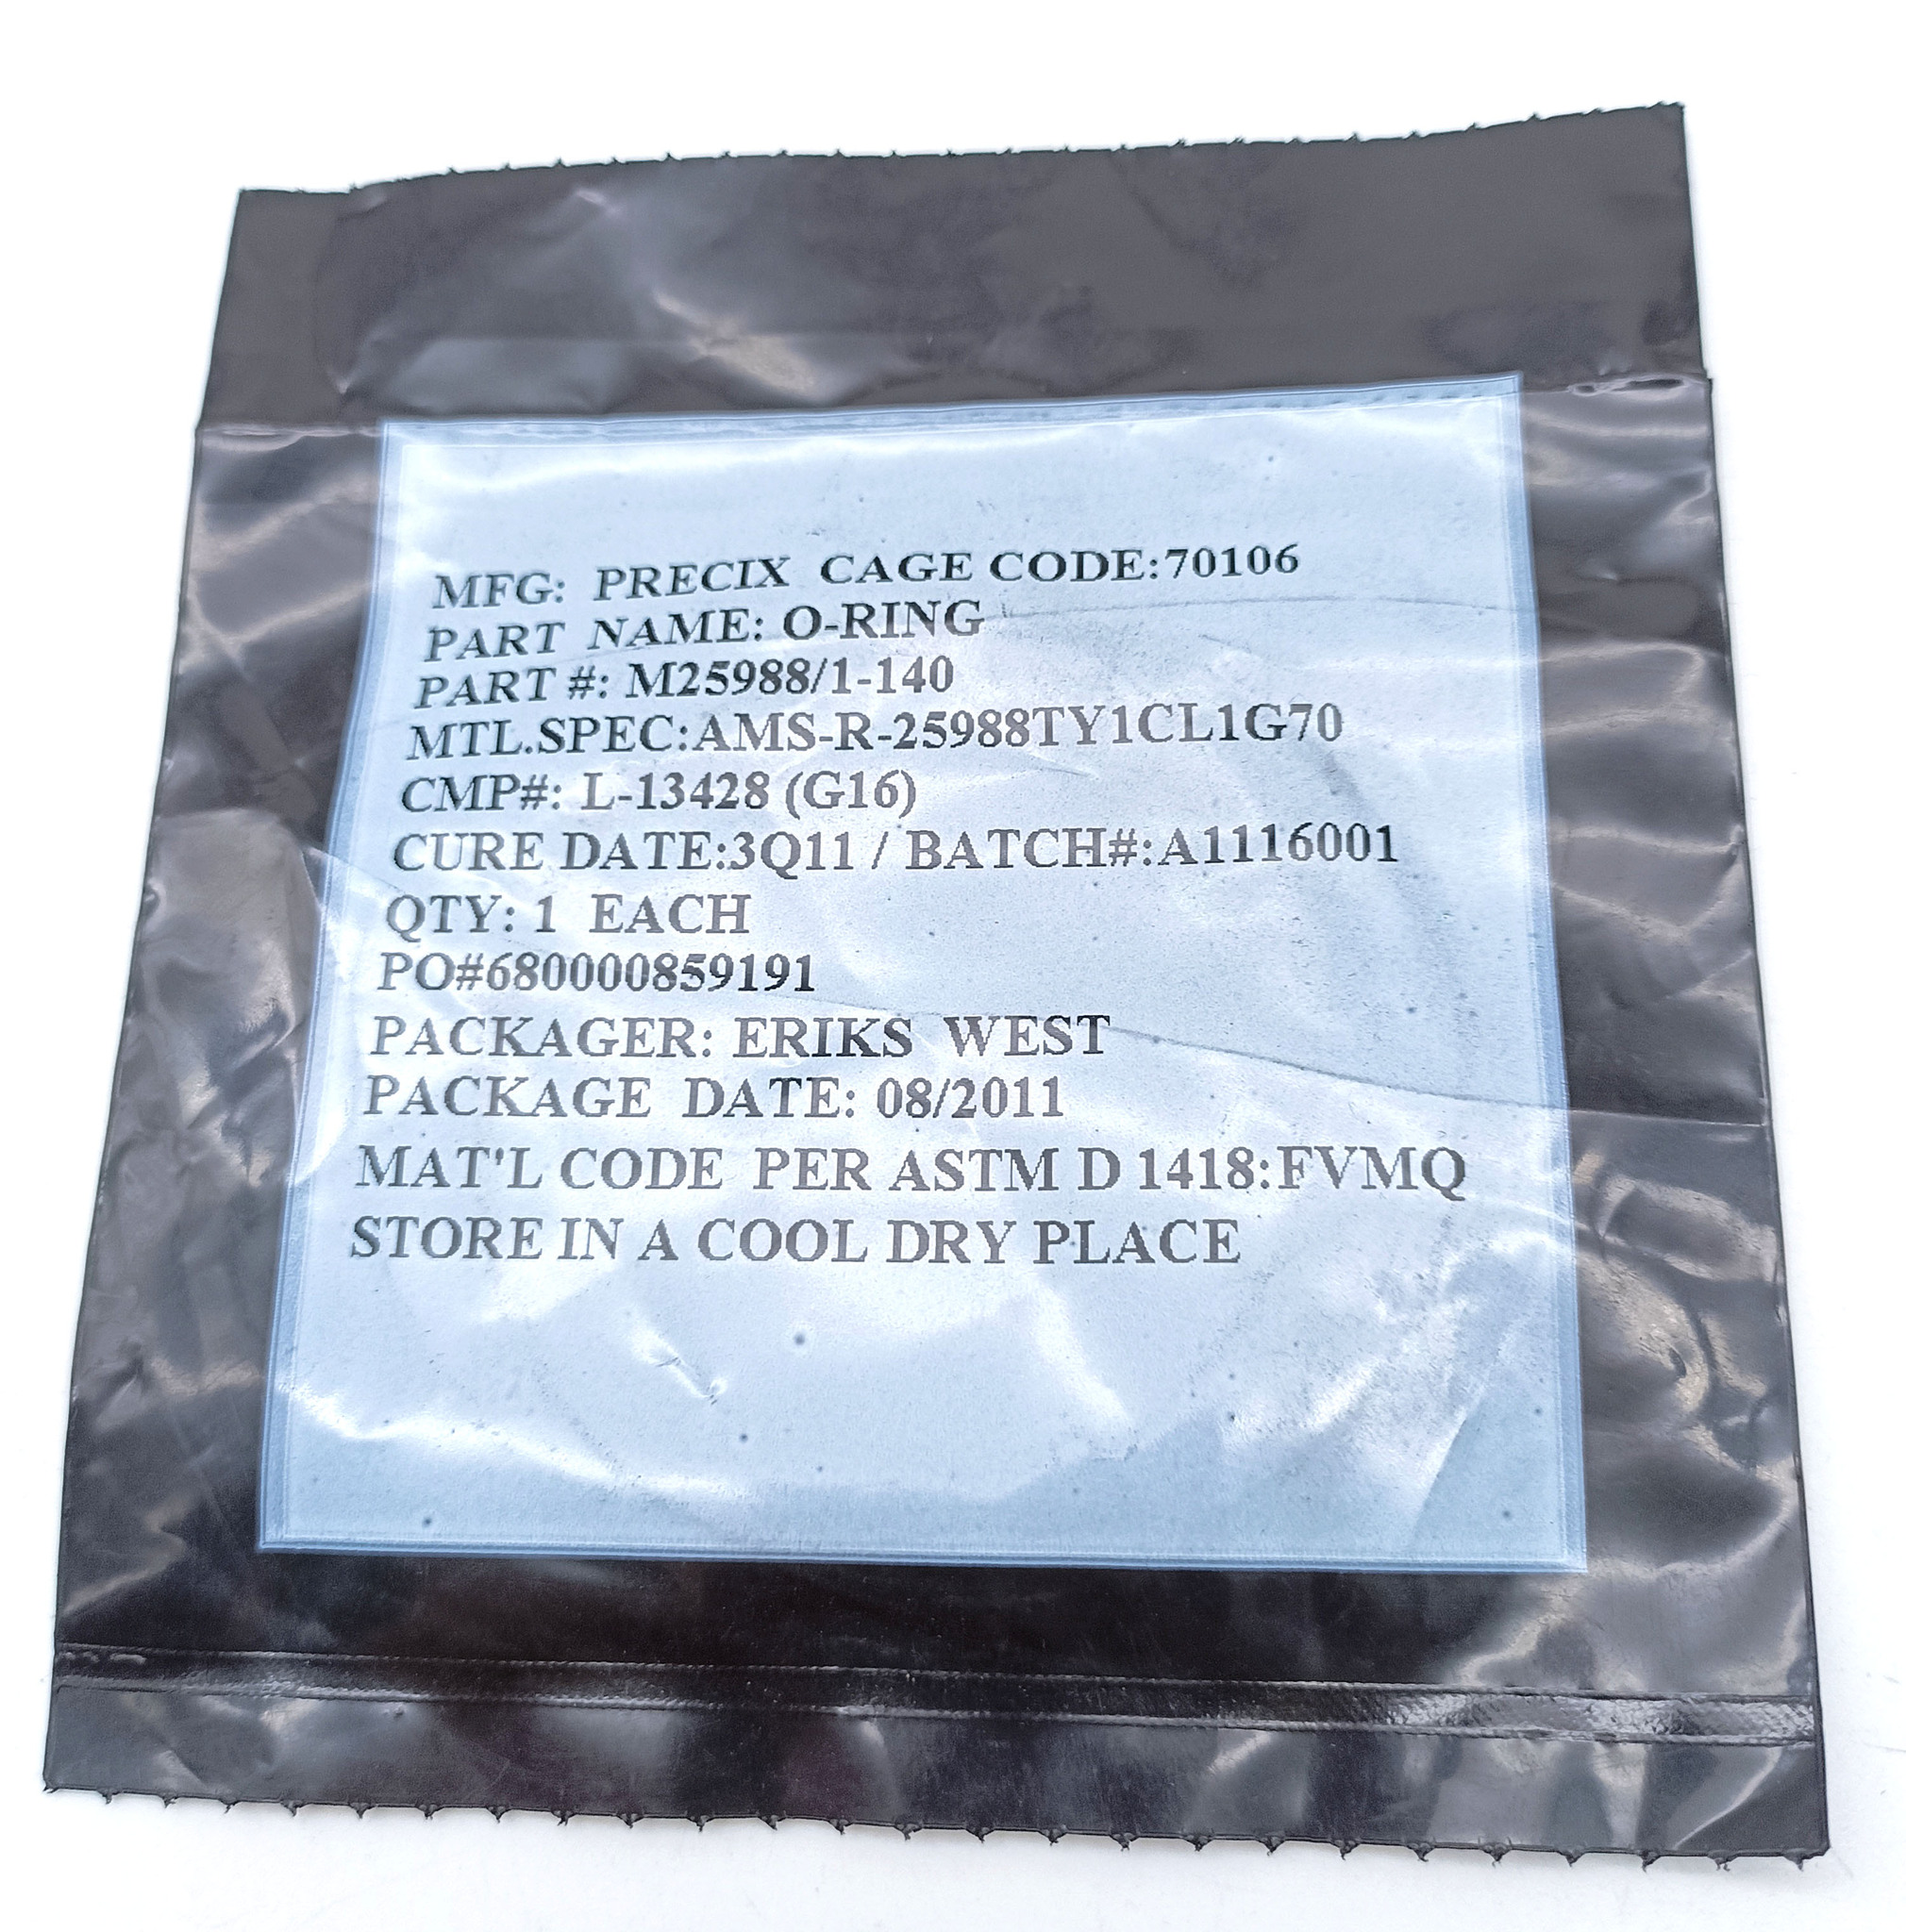 MFG: PRECIX CAGE CODE:70106
PART NAME: O-RING
PART #: M25988/1-140
MTL.SPEC:AMS-R-25988TY1CL1G70
CMP#: L-13428 (G16)
CURE DATE:3Q11 / BATCH#:A1116001
QTY: 1 EACH
PO#680000859191
PACKAGER: ERIKS WEST
PACKAGE DATE: 08/2011
MAT'L CODE PER ASTM D 1418:FVMQ
STORE IN A COOL DRY PLACE